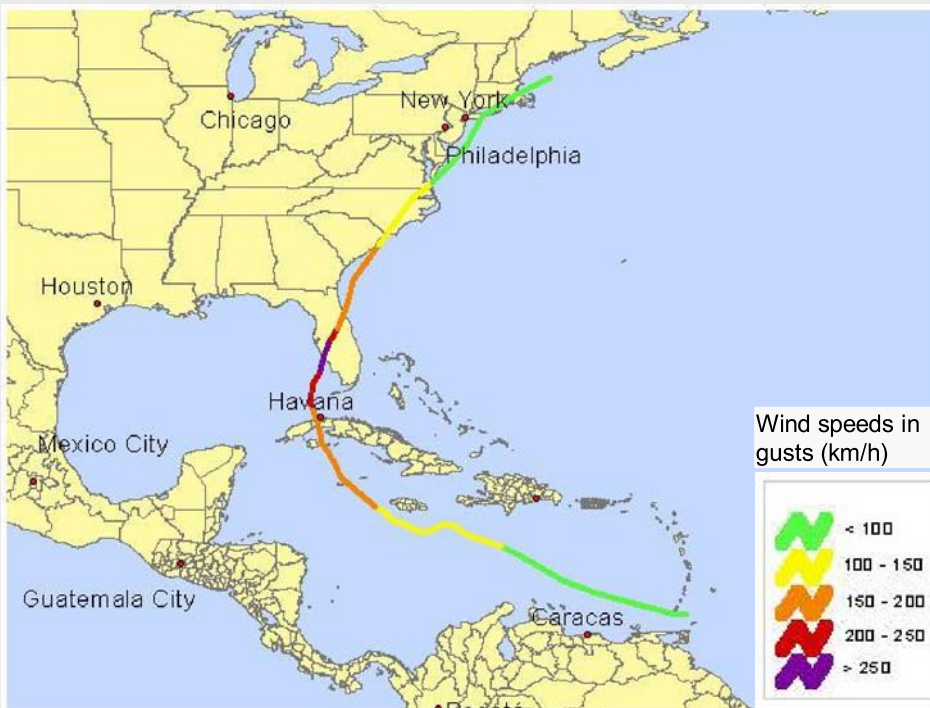 New York
Chicago
Philadelphia
Houston
Havana
Wind speeds in
gusts (km/h)
Mexico City
< 100
100 - 150
Guatemala City
150 - 200
Caracas
200 - 250
> 250